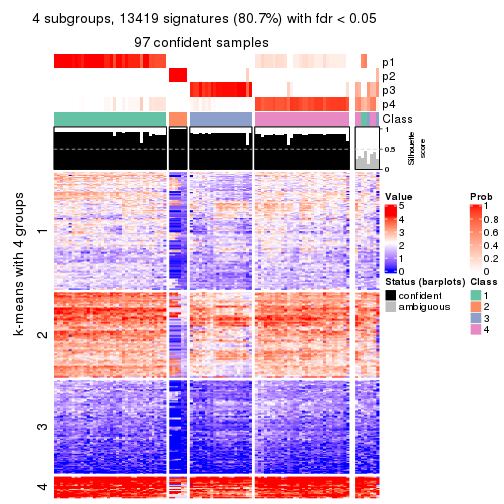 4 subgroups, 13419 signatures (80.7%) with fdr < 0.05
97 confident samples
p1
p2
p3
p4
Class
1
0.5
0
Silhouette
score
k-means with 4 groups
1
2
3
4
Value
5
4
3
2
1
0
Prob
1
0.8
0.6
0.4
0.2
0
Status (barplots)
confident
ambiguous
Class
1
2
3
4